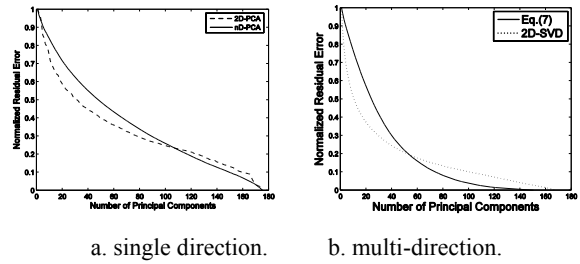 1
0.9
0.8
0.7
0.6
0.5
0.4
0.3
0.2
0.1
0
Normalized Residual Error
2D-PCA
nD-PCA
0 20 40 60 80 100 120 140 160 180
Number of Principal Components
a. single direction.
1
0.9
0.8
0.7
0.6
0.5
0.4
0.3
0.2
0.1
0
Normalized Residual Error
Eq.(7)
2D-SVD
0 20 40 60 80 100 120 140 160 180
Number of Principal Components
b. multi-direction.